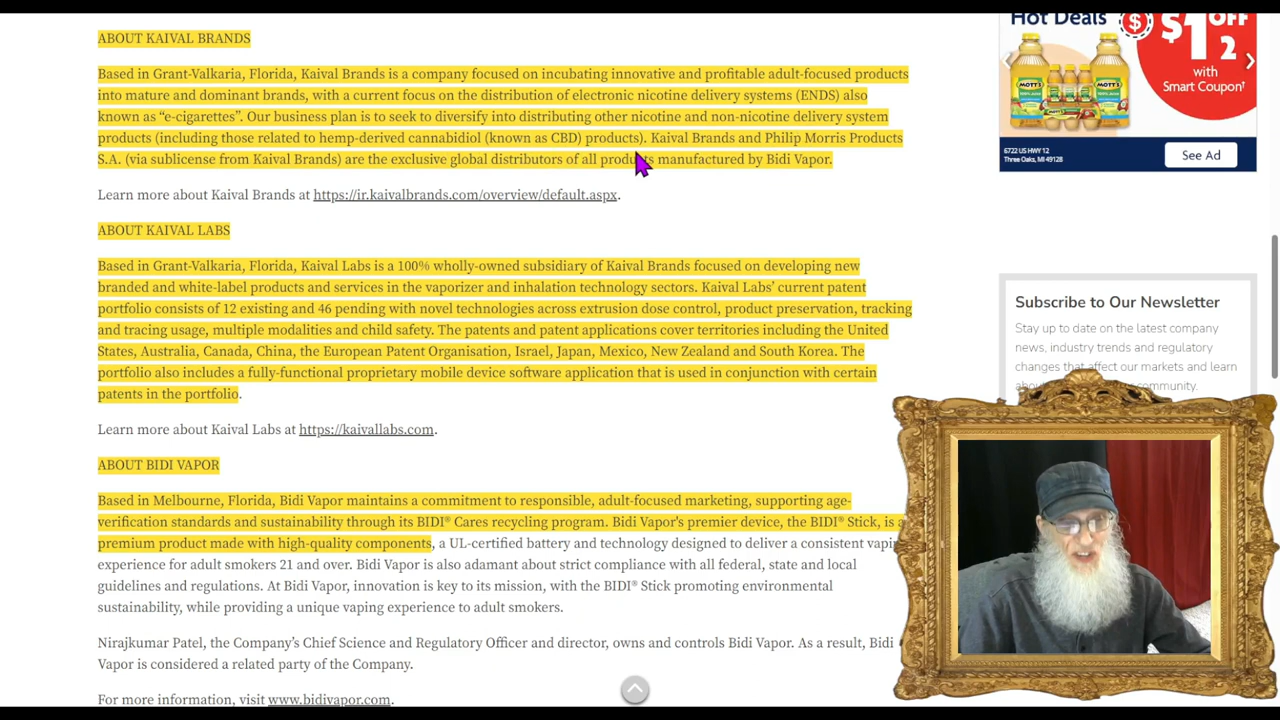 Hot Deals
$1 OFF
2
with
Smart Coupon†
MOTT'S
6722 US HWY 12
Three Oaks, MI 49128
See Ad
ABOUT KAIVAL BRANDS
Based in Grant-Valkaria, Florida, Kaival Brands is a company focused on incubating innovative and profitable adult-focused products
into mature and dominant brands, with a current focus on the distribution of electronic nicotine delivery systems (ENDS) also
known as “e-cigarettes”. Our business plan is to seek to diversify into distributing other nicotine and non-nicotine delivery system
products (including those related to hemp-derived cannabidiol (known as CBD) products). Kaival Brands and Philip Morris Products
S.A. (via sublicense from Kaival Brands) are the exclusive global distributors of all products manufactured by Bidi Vapor.
Learn more about Kaival Brands at https://ir.kaivalbrands.com/overview/default.aspx.
ABOUT KAIVAL LABS
Based in Grant-Valkaria, Florida, Kaival Labs is a 100% wholly-owned subsidiary of Kaival Brands focused on developing new
branded and white-label products and services in the vaporizer and inhalation technology sectors. Kaival Labs’ current patent
portfolio consists of 12 existing and 46 pending with novel technologies across extrusion dose control, product preservation, tracking
and tracing usage, multiple modalities and child safety. The patents and patent applications cover territories including the United
States, Australia, Canada, China, the European Patent Organisation, Israel, Japan, Mexico, New Zealand and South Korea. The
portfolio also includes a fully-functional proprietary mobile device software application that is used in conjunction with certain
patents in the portfolio.
Learn more about Kaival Labs at https://kaivallabs.com.
ABOUT BIDI VAPOR
Based in Melbourne, Florida, Bidi Vapor maintains a commitment to responsible, adult-focused marketing, supporting age-
verification standards and sustainability through its BIDI® Cares recycling program. Bidi Vapor's premier device, the BIDI® Stick, is a
premium product made with high-quality components, a UL-certified battery and technology designed to deliver a consistent
experience for adult smokers 21 and over. Bidi Vapor is also adamant about strict compliance with all federal, state and local
guidelines and regulations. At Bidi Vapor, innovation is key to its mission, with the BIDI® Stick promoting environmental
sustainability, while providing a unique vaping experience to adult smokers.
Nirajkumar Patel, the Company’s Chief Science and Regulatory Officer and director, owns and controls Bidi Vapor. As a result, Bidi
Vapor is considered a related party of the Company.
For more information, visit www.bidivapor.com.
Subscribe to Our Newsletter
Stay up to date on the latest company
news, industry trends and regulatory
changes that affect our markets and learn
community.